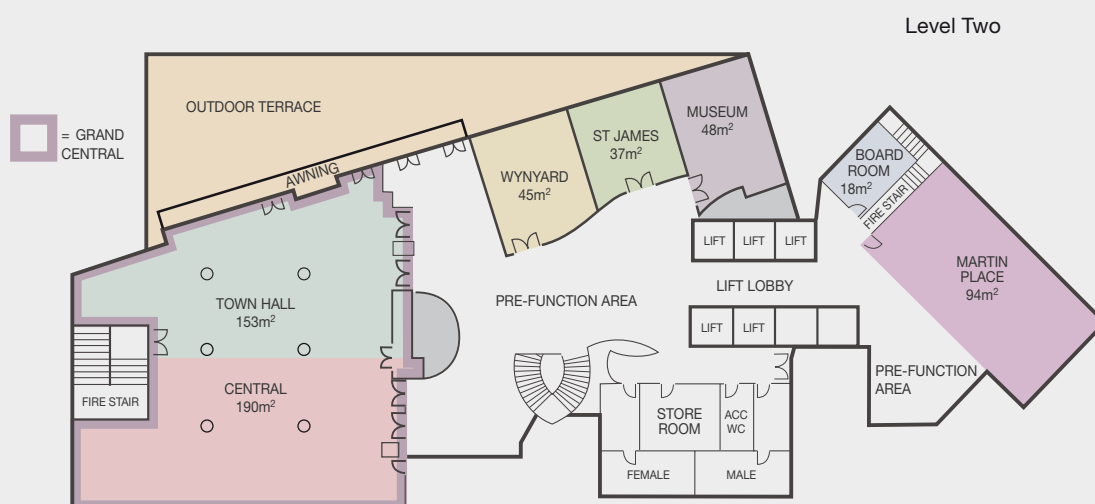 Level Two
OUTDOOR TERRACE
= GRAND
CENTRAL
AWNING
WYNYARD
45m²
ST JAMES
37m²
MUSEUM
48m²
BOARD
ROOM
18m²
FIRE STAIR
MARTIN
PLACE
94m²
LIFT
LIFT
LIFT
LIFT LOBBY
LIFT
LIFT
PRE-FUNCTION AREA
TOWN HALL
153m²
PRE-FUNCTION
AREA
CENTRAL
190m²
FIRE STAIR
STORE
ROOM
ACC
WC
FEMALE
MALE